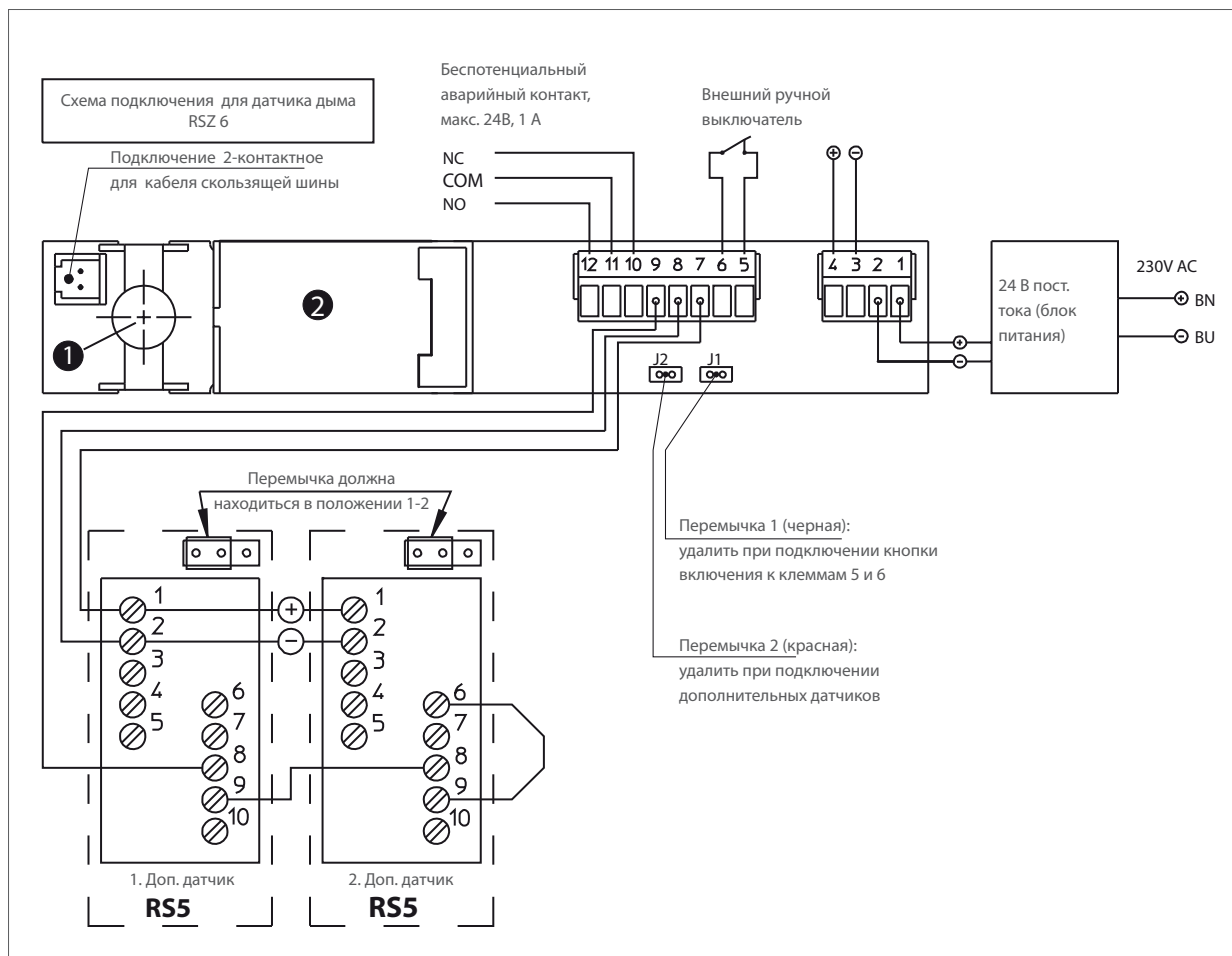 Схема подключения для датчика дыма
RSZ 6
Подключение 2-контактное
для кабеля скользящей шины
Беспотенциальный
аварийный контакт,
макс. 24В, 1 А
NC
COM
NO
Внешний ручной
выключатель
12 11 10 9 8 7 6 5
4 3 2 1
24 В пост.
тока (блок
питания)
230V AC
BN
BU
1
2
J2
J1
Перемычка должна
находиться в положении 1-2
Перемычка 1 (черная):
удалить при подключении кнопки
включения к клеммам 5 и 6
Перемычка 2 (красная):
удалить при подключении
дополнительных датчиков
1
2
3
4
5
6
7
8
9
10
1. Доп. датчик
RS5
1
2
3
4
5
6
7
8
9
10
2. Доп. датчик
RS5